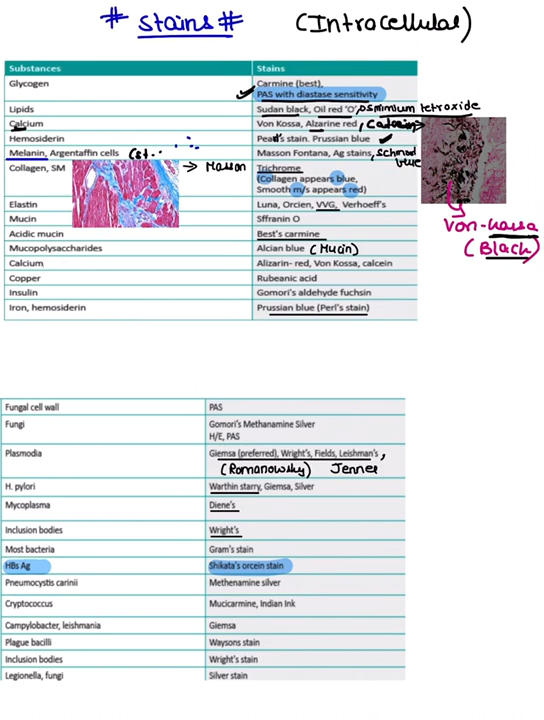 # Stains # (Intracellular)
Substances Stains
Glycogen Carmine (best),
PAS with diastase sensitivity
Lipids Sudan black, Oil red 'O', osmimium tetroxide
Calcium Von Kossa, Alzarine red,
Hemosiderin Pearl's stain. Prussian blue
Melanin, Argentaffin cells Masson Fontana, Ag stains, Schmorl
blue
Collagen, SM → Masson Trichrome
(Collagen appears blue,
Smooth m/s appears red)
Elastin Luna, Orcien, VVG, Verhoeff's
Mucin Sffranin O
Acidic mucin Best's carmine
Mucopolysaccharides Alcian blue (Mucin)
Calcium Alizarin- red, Von Kossa, calcein
Copper Rubeanic acid
Insulin Gomori's aldehyde fuchsin
Iron, hemosiderin Prussian blue (Perl's stain)
Von-kossa
(Black)
Fungal cell wall PAS
Fungi Gomori's Methanamine Silver
H/E, PAS
Plasmodia Giemsa (preferred), Wright's, Fields, Leishman's,
(Romanowsky) Jenner
H. pylori Warthin starry, Giemsa, Silver
Mycoplasma Diene's
Inclusion bodies Wright's
Most bacteria Gram's stain
HBs Ag Shikata's orcein stain
Pneumocystis carinii Methenamine silver
Cryptococcus Mucicarmine, Indian Ink
Campylobacter, leishmania Giemsa
Plague bacilli Waysons stain
Inclusion bodies Wright's stain
Legionella, fungi Silver stain